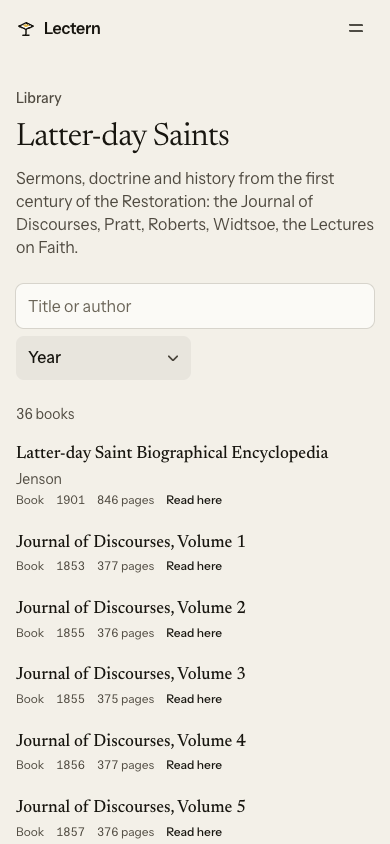 Lectern
Library
Latter-day Saints
Sermons, doctrine and history from the first
century of the Restoration: the Journal of
Discourses, Pratt, Roberts, Widtsoe, the Lectures
on Faith.
Title or author
Year
36 books
Latter-day Saint Biographical Encyclopedia
Jenson
Book 1901 846 pages Read here
Journal of Discourses, Volume 1
Book 1853 377 pages Read here
Journal of Discourses, Volume 2
Book 1855 376 pages Read here
Journal of Discourses, Volume 3
Book 1855 375 pages Read here
Journal of Discourses, Volume 4
Book 1856 377 pages Read here
Journal of Discourses, Volume 5
Book 1857 376 pages Read here